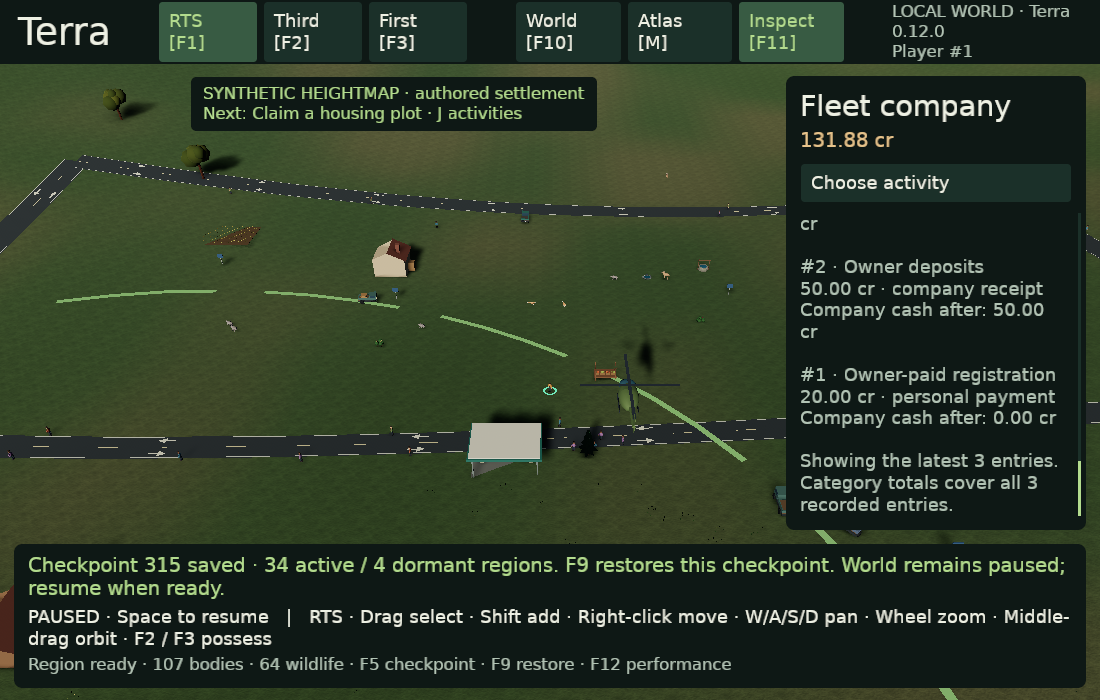 Terra
RTS
[F1]
Third
[F2]
First
[F3]
World
[F10]
Atlas
[M]
Inspect
[F11]
LOCAL WORLD · Terra
0.12.0
Player #1
SYNTHETIC HEIGHTMAP · authored settlement
Next: Claim a housing plot · J activities
Fleet company
131.88 cr
Choose activity
cr
#2 · Owner deposits
50.00 cr · company receipt
Company cash after: 50.00
cr
#1 · Owner-paid registration
20.00 cr · personal payment
Company cash after: 0.00 cr
Showing the latest 3 entries.
Category totals cover all 3
recorded entries.
Checkpoint 315 saved · 34 active / 4 dormant regions. F9 restores this checkpoint. World remains paused;
resume when ready.
PAUSED · Space to resume | RTS · Drag select · Shift add · Right-click move · W/A/S/D pan · Wheel zoom · Middle-
drag orbit · F2 / F3 possess
Region ready · 107 bodies · 64 wildlife · F5 checkpoint · F9 restore · F12 performance